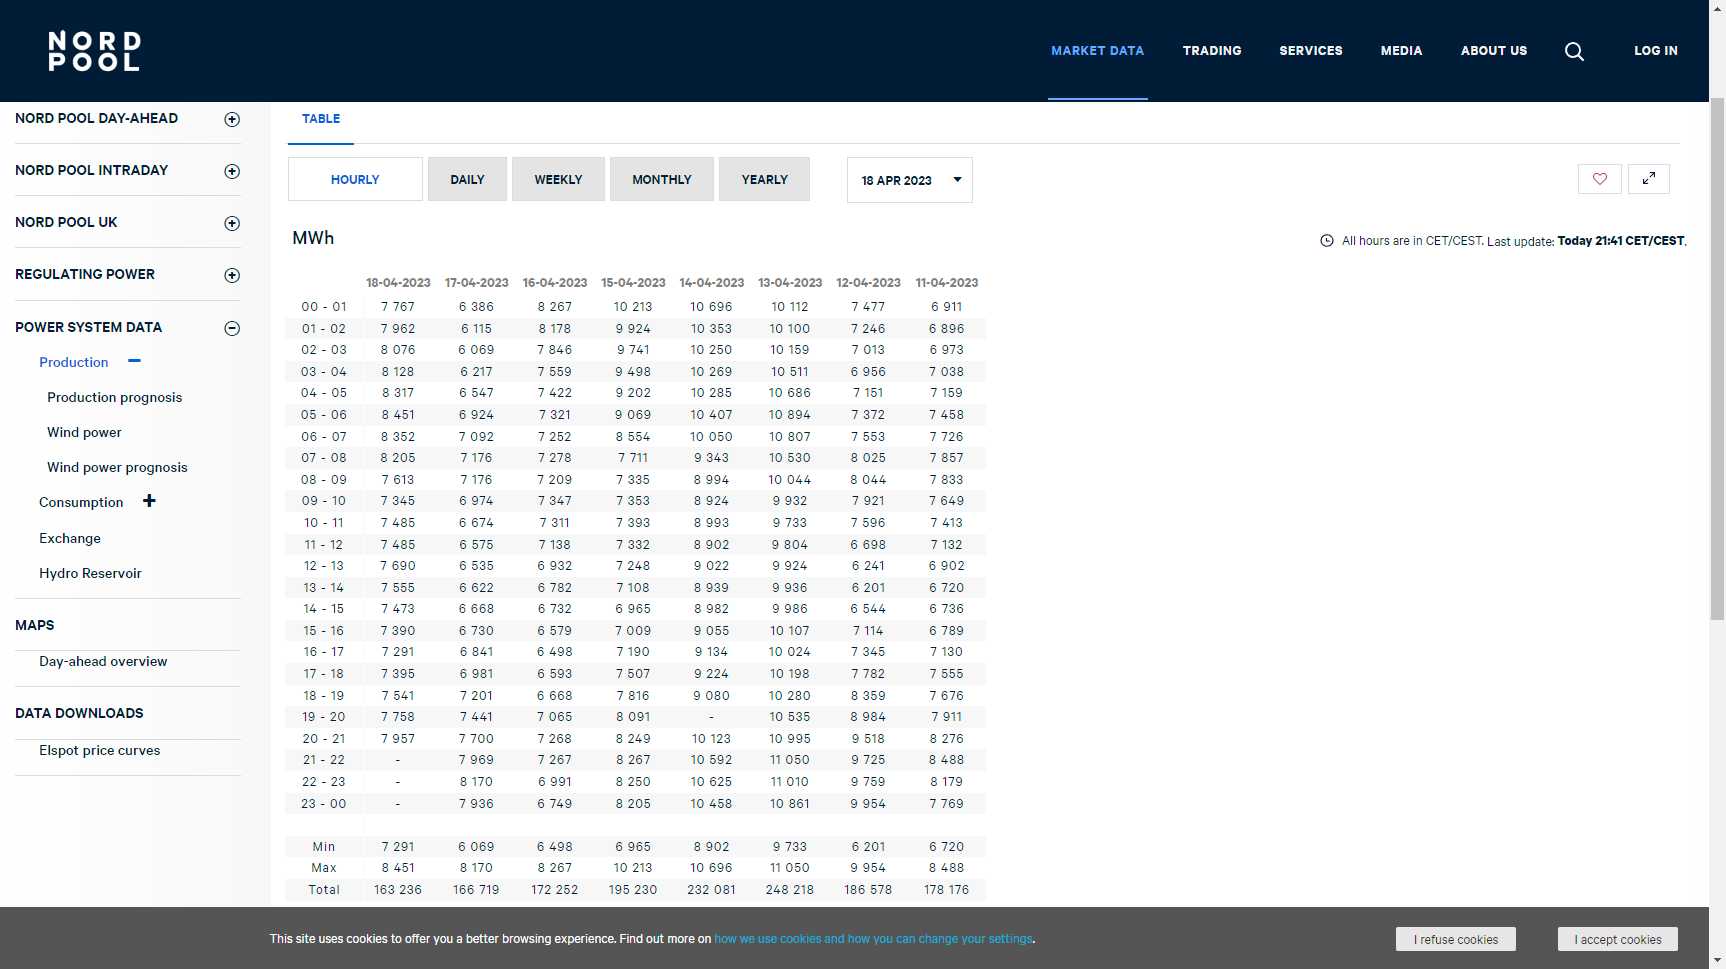 NORD
POOL
MARKET DATA TRADING SERVICES MEDIA ABOUT US LOG IN
NORD POOL DAY-AHEAD
NORD POOL INTRADAY
NORD POOL UK
REGULATING POWER
POWER SYSTEM DATA
Production
Production prognosis
Wind power
Wind power prognosis
Consumption
Exchange
Hydro Reservoir
MAPS
Day-ahead overview
DATA DOWNLOADS
Elspot price curves
TABLE
HOURLY DAILY WEEKLY MONTHLY YEARLY 18 APR 2023
MWh
All hours are in CET/CEST. Last update: Today 21:41 CET/CEST.
18-04-2023 17-04-2023 16-04-2023 15-04-2023 14-04-2023 13-04-2023 12-04-2023 11-04-2023
00 - 01 7 767 6 386 8 267 10 213 10 696 10 112 7 477 6 911
01 - 02 7 962 6 115 8 178 9 924 10 353 10 100 7 246 6 896
02 - 03 8 076 6 069 7 846 9 741 10 250 10 159 7 013 6 973
03 - 04 8 128 6 217 7 559 9 498 10 269 10 511 6 956 7 038
04 - 05 8 317 6 547 7 422 9 202 10 285 10 686 7 151 7 159
05 - 06 8 451 6 924 7 321 9 069 10 407 10 894 7 372 7 458
06 - 07 8 352 7 092 7 252 8 554 10 050 10 807 7 553 7 726
07 - 08 8 205 7 176 7 278 7 711 9 343 10 530 8 025 7 857
08 - 09 7 613 7 176 7 209 7 335 8 994 10 044 8 044 7 833
09 - 10 7 345 6 974 7 347 7 353 8 924 9 932 7 921 7 649
10 - 11 7 485 6 674 7 311 7 393 8 993 9 733 7 596 7 413
11 - 12 7 485 6 575 7 138 7 332 8 902 9 804 6 698 7 132
12 - 13 7 690 6 535 6 932 7 248 9 022 9 924 6 241 6 902
13 - 14 7 555 6 622 6 782 7 108 8 939 9 936 6 201 6 720
14 - 15 7 473 6 668 6 732 6 965 8 982 9 986 6 544 6 736
15 - 16 7 390 6 730 6 579 7 009 9 055 10 107 7 114 6 789
16 - 17 7 291 6 841 6 498 7 190 9 134 10 024 7 345 7 130
17 - 18 7 395 6 981 6 593 7 507 9 224 10 198 7 782 7 555
18 - 19 7 541 7 201 6 668 7 816 9 080 10 280 8 359 7 676
19 - 20 7 758 7 441 7 065 8 091 - 10 535 8 984 7 911
20 - 21 7 957 7 700 7 268 8 249 10 123 10 995 9 518 8 276
21 - 22 - 7 969 7 267 8 267 10 592 11 050 9 725 8 488
22 - 23 - 8 170 6 991 8 250 10 625 11 010 9 759 8 179
23 - 00 - 7 936 6 749 8 205 10 458 10 861 9 954 7 769
Min 7 291 6 069 6 498 6 965 8 902 9 733 6 201 6 720
Max 8 451 8 170 8 267 10 213 10 696 11 050 9 954 8 488
Total 163 236 166 719 172 252 195 230 232 081 248 218 186 578 178 176
This site uses cookies to offer you a better browsing experience. Find out more on how we use cookies and how you can change your settings.
I refuse cookies I accept cookies